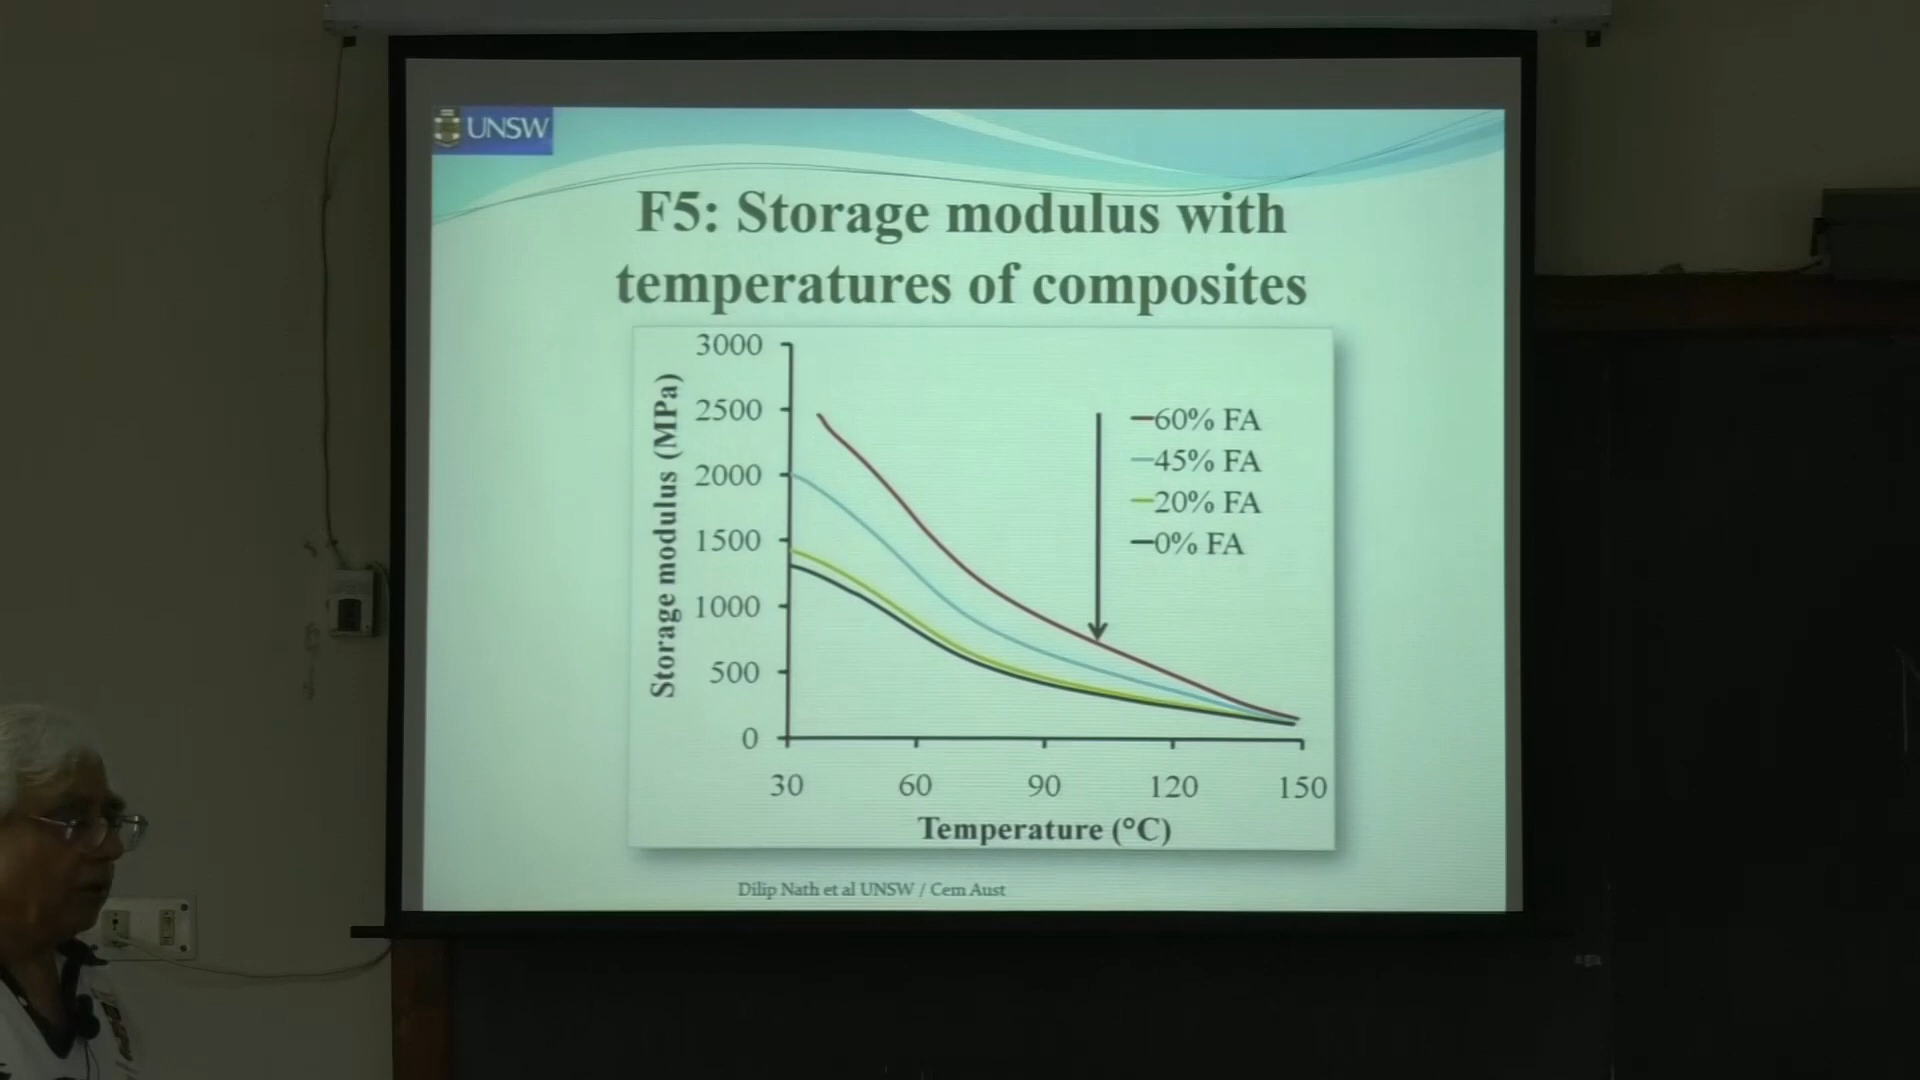 UNSW
F5: Storage modulus with
temperatures of composites
3000
2500
2000
1500
1000
500
0
Storage modulus (MPa)
60% FA
45% FA
20% FA
0% FA
30 60 90 120 150
Temperature (°C)
Dilip Nath et al UNSW / Cem Aust